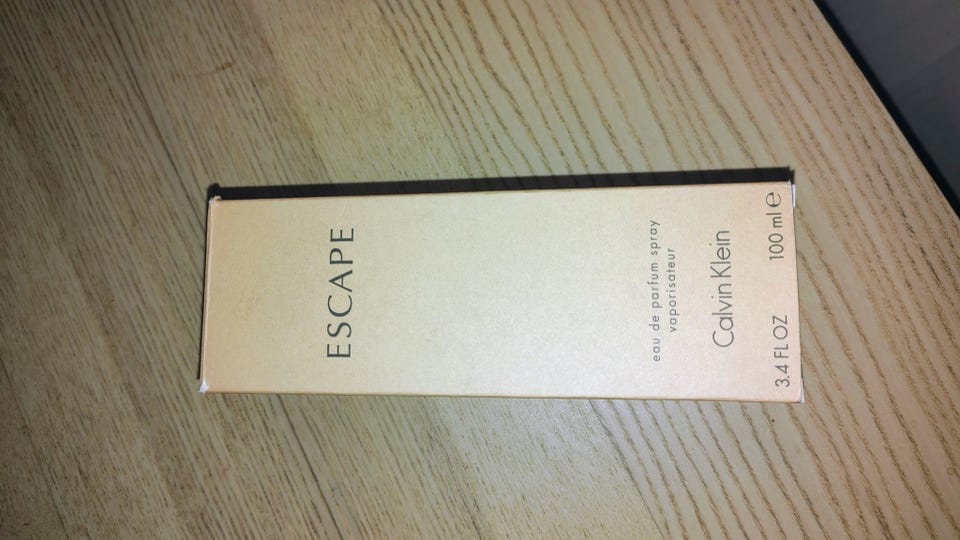 ESCAPE
eau de parfum spray
vaporisateur
Calvin Klein
3.4 FL OZ 100 ml ℮